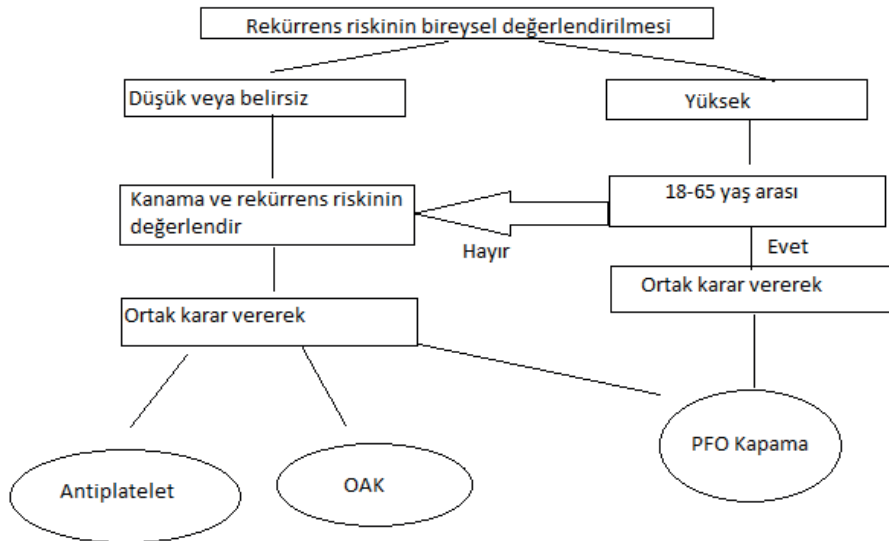 Rekürrens riskinin bireysel değerlendirilmesi
Düşük veya belirsiz
Yüksek
Kanama ve rekürrens riskinin
değerlendir
18-65 yaş arası
Hayır
Evet
Ortak karar vererek
Ortak karar vererek
PFO Kapama
Antiplatelet
OAK